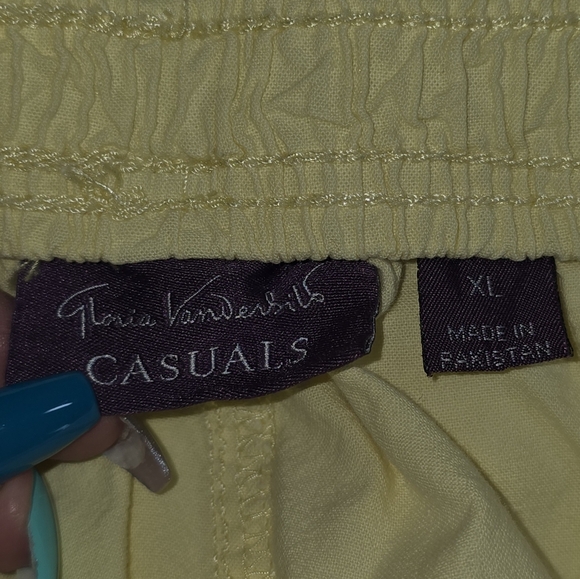 Gloria Vanderbilt
CASUALS
XL
MADE IN
PAKISTAN